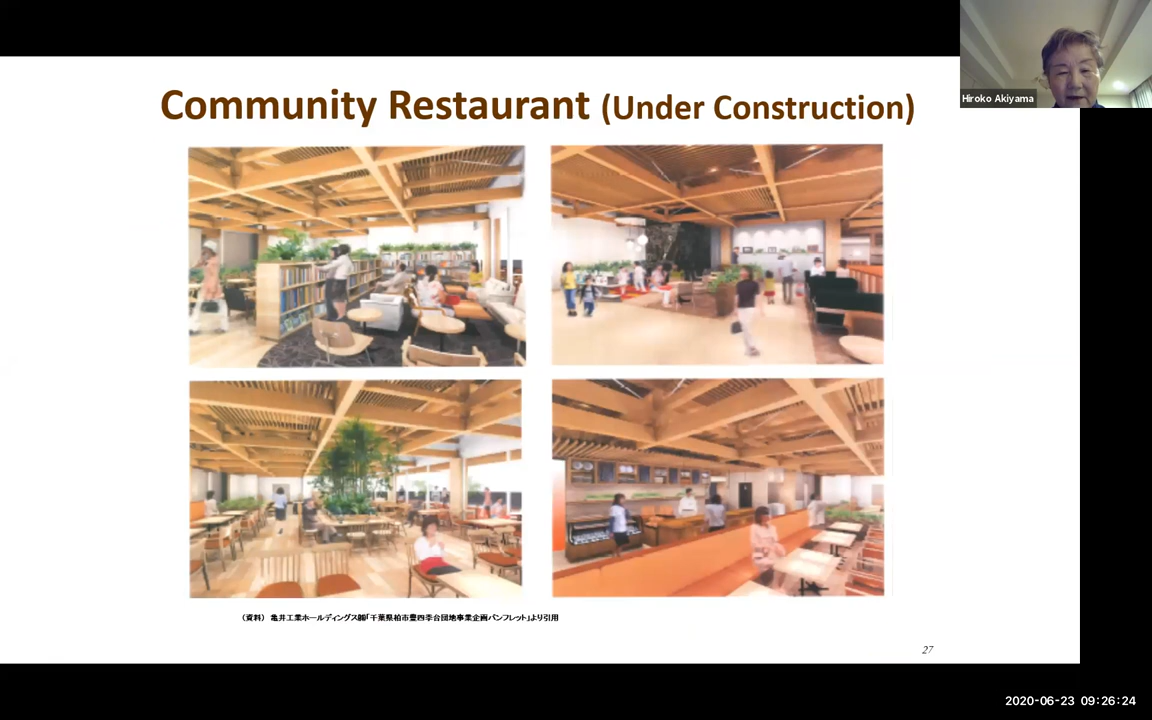 Hiroko Akiyama
Community Restaurant (Under Construction)
（資料） 亀井工業ホールディングス㈱「千葉県柏市豊四季台団地事業企画パンフレット」より引用
27
2020-06-23 09:26:24